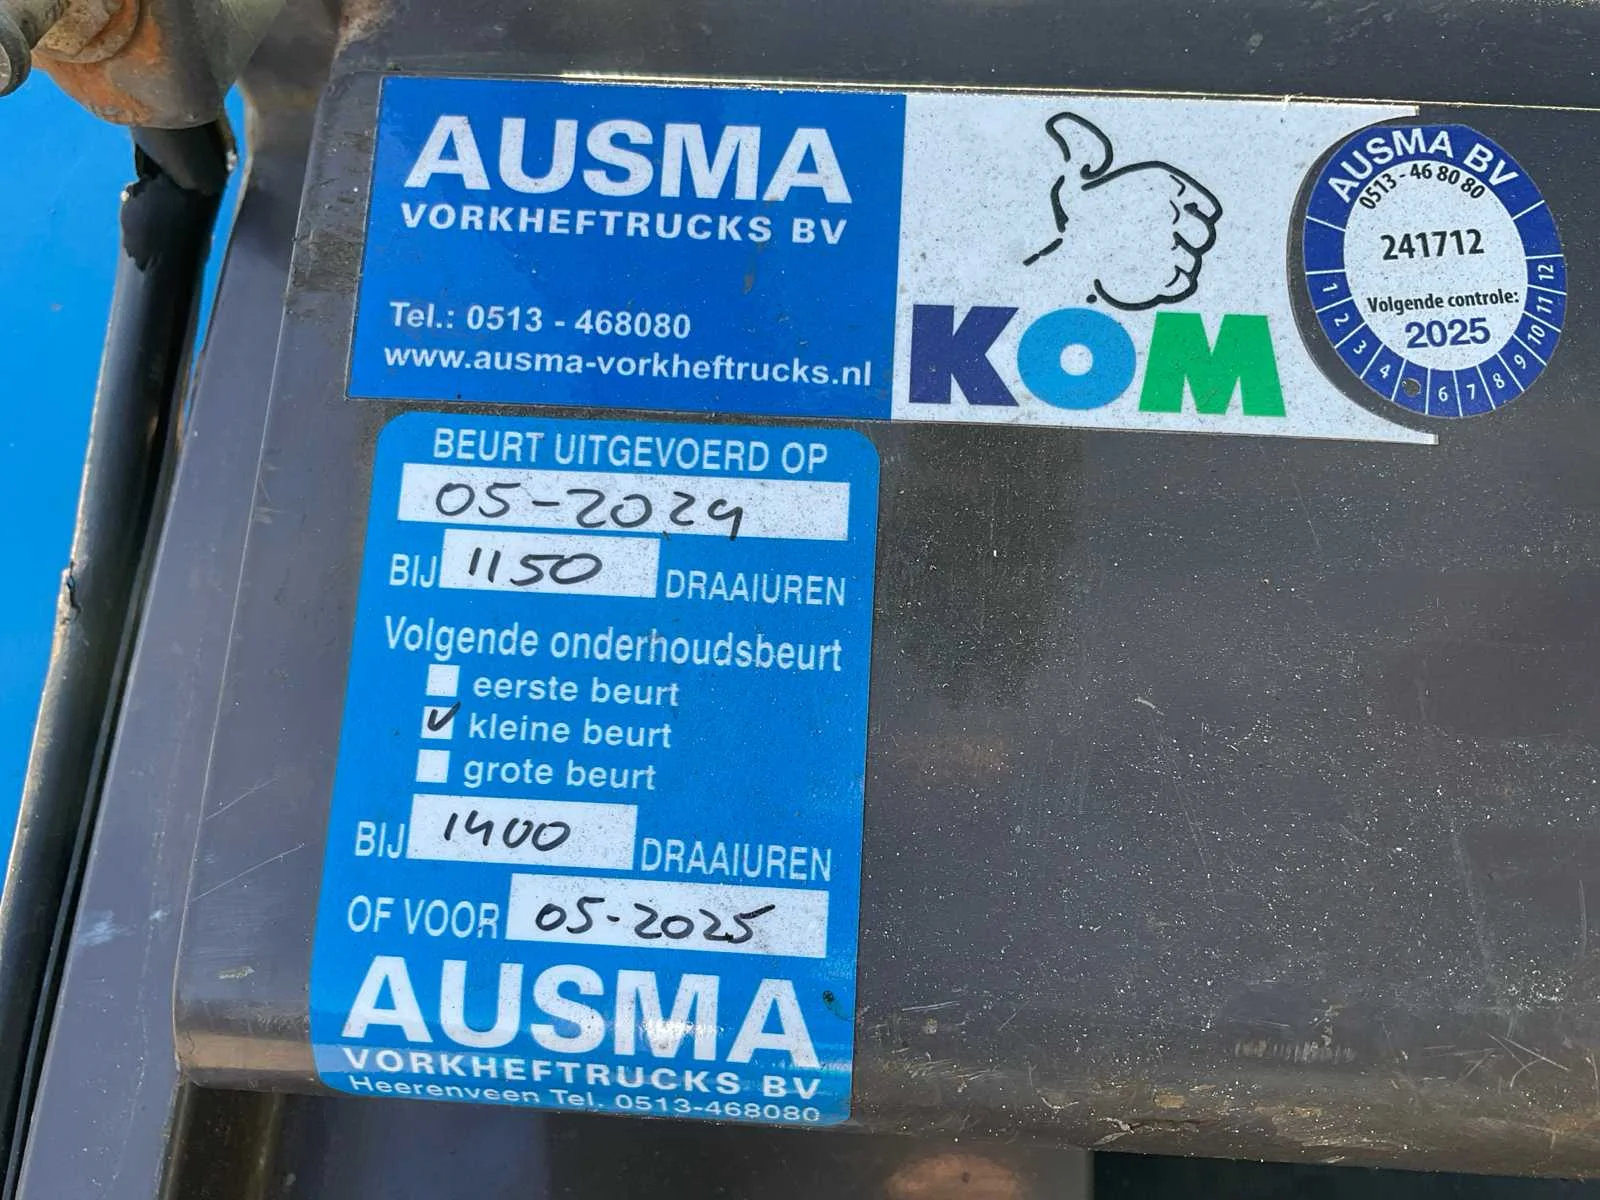 AUSMA
VORKHEFTRUCKS BV
Tel.: 0513 - 468080
www.ausma-vorkheftrucks.nl
KOM
AUSMA BV
0513 - 46 80 80
241712
Volgende controle:
2025
1 2 3 4 6 7 8 9 10 11 12
BEURT UITGEVOERD OP
05-2024
BIJ 1150 DRAAIUREN
Volgende onderhoudsbeurt
eerste beurt
kleine beurt
grote beurt
BIJ 1400 DRAAIUREN
OF VOOR 05-2025
AUSMA
VORKHEFTRUCKS BV
Heerenveen Tel. 0513-468080